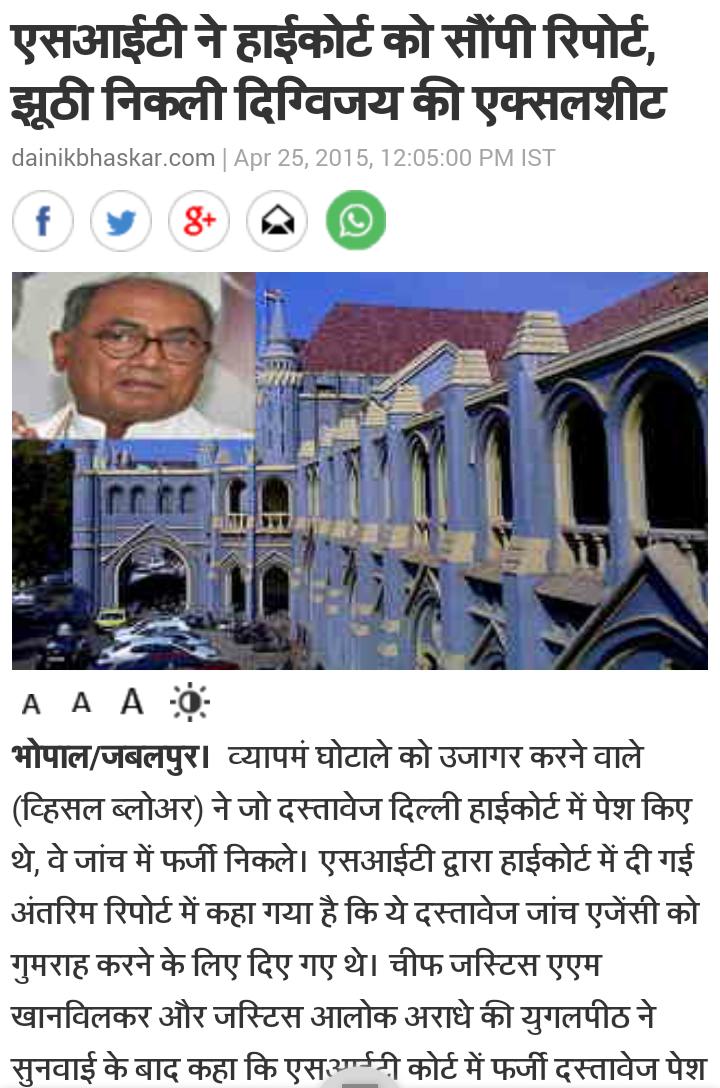 एसआईटी ने हाईकोर्ट को सौंपी रिपोर्ट,
झूठी निकली दिग्विजय की एक्सलशीट
dainikbhaskar.com | Apr 25, 2015, 12:05:00 PM IST
f g+
A A A
भोपाल/जबलपुर। व्यापमं घोटाले को उजागर करने वाले
(व्हिसल ब्लोअर) ने जो दस्तावेज दिल्ली हाईकोर्ट में पेश किए
थे, वे जांच में फर्जी निकले। एसआईटी द्वारा हाईकोर्ट में दी गई
अंतरिम रिपोर्ट में कहा गया है कि ये दस्तावेज जांच एजेंसी को
गुमराह करने के लिए दिए गए थे। चीफ जस्टिस एएम
खानविलकर और जस्टिस आलोक अराधे की युगलपीठ ने
सुनवाई के बाद कहा कि एसआईटी कोर्ट में फर्जी दस्तावेज पेश